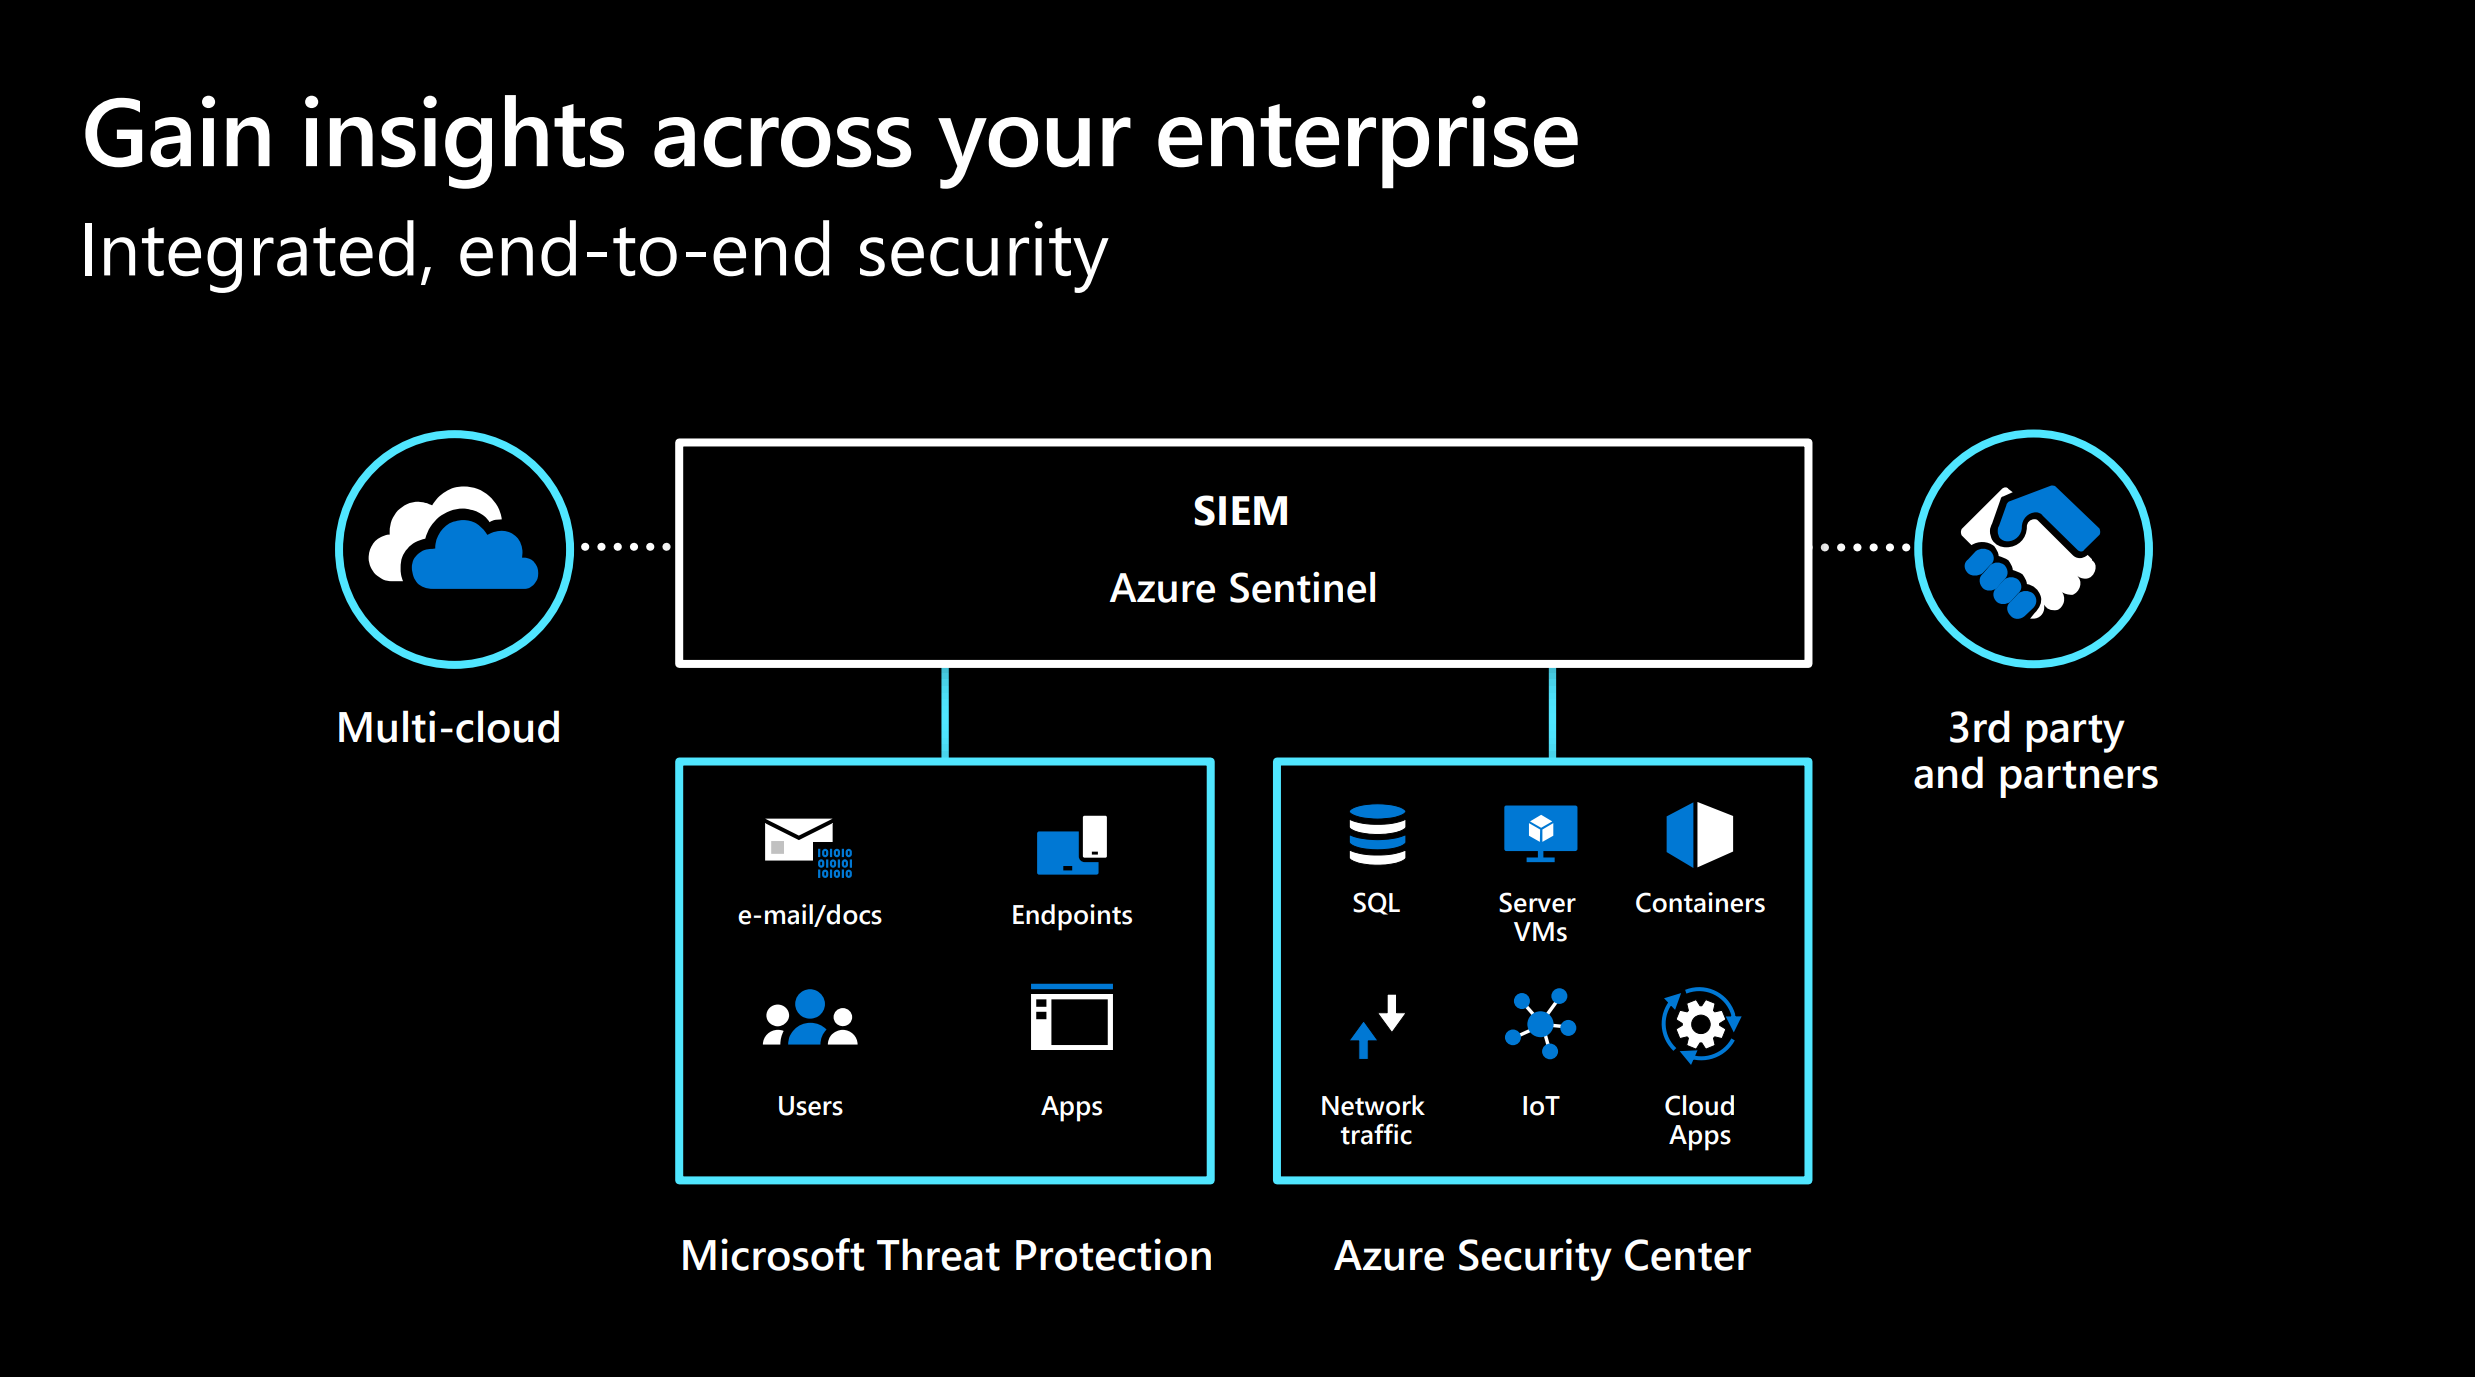 Gain insights across your enterprise
Integrated, end-to-end security
SIEM
Azure Sentinel
Multi-cloud
3rd party
and partners
e-mail/docs
Endpoints
Users
Apps
SQL
Server
VMs
Containers
Network
traffic
IoT
Cloud
Apps
Microsoft Threat Protection
Azure Security Center